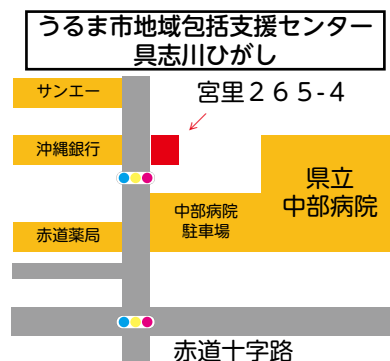 うるま市地域包括支援センター
具志川ひがし
サンエー
宮里265-4
沖縄銀行
県立
中部病院
中部病院
駐車場
赤道薬局
赤道十字路